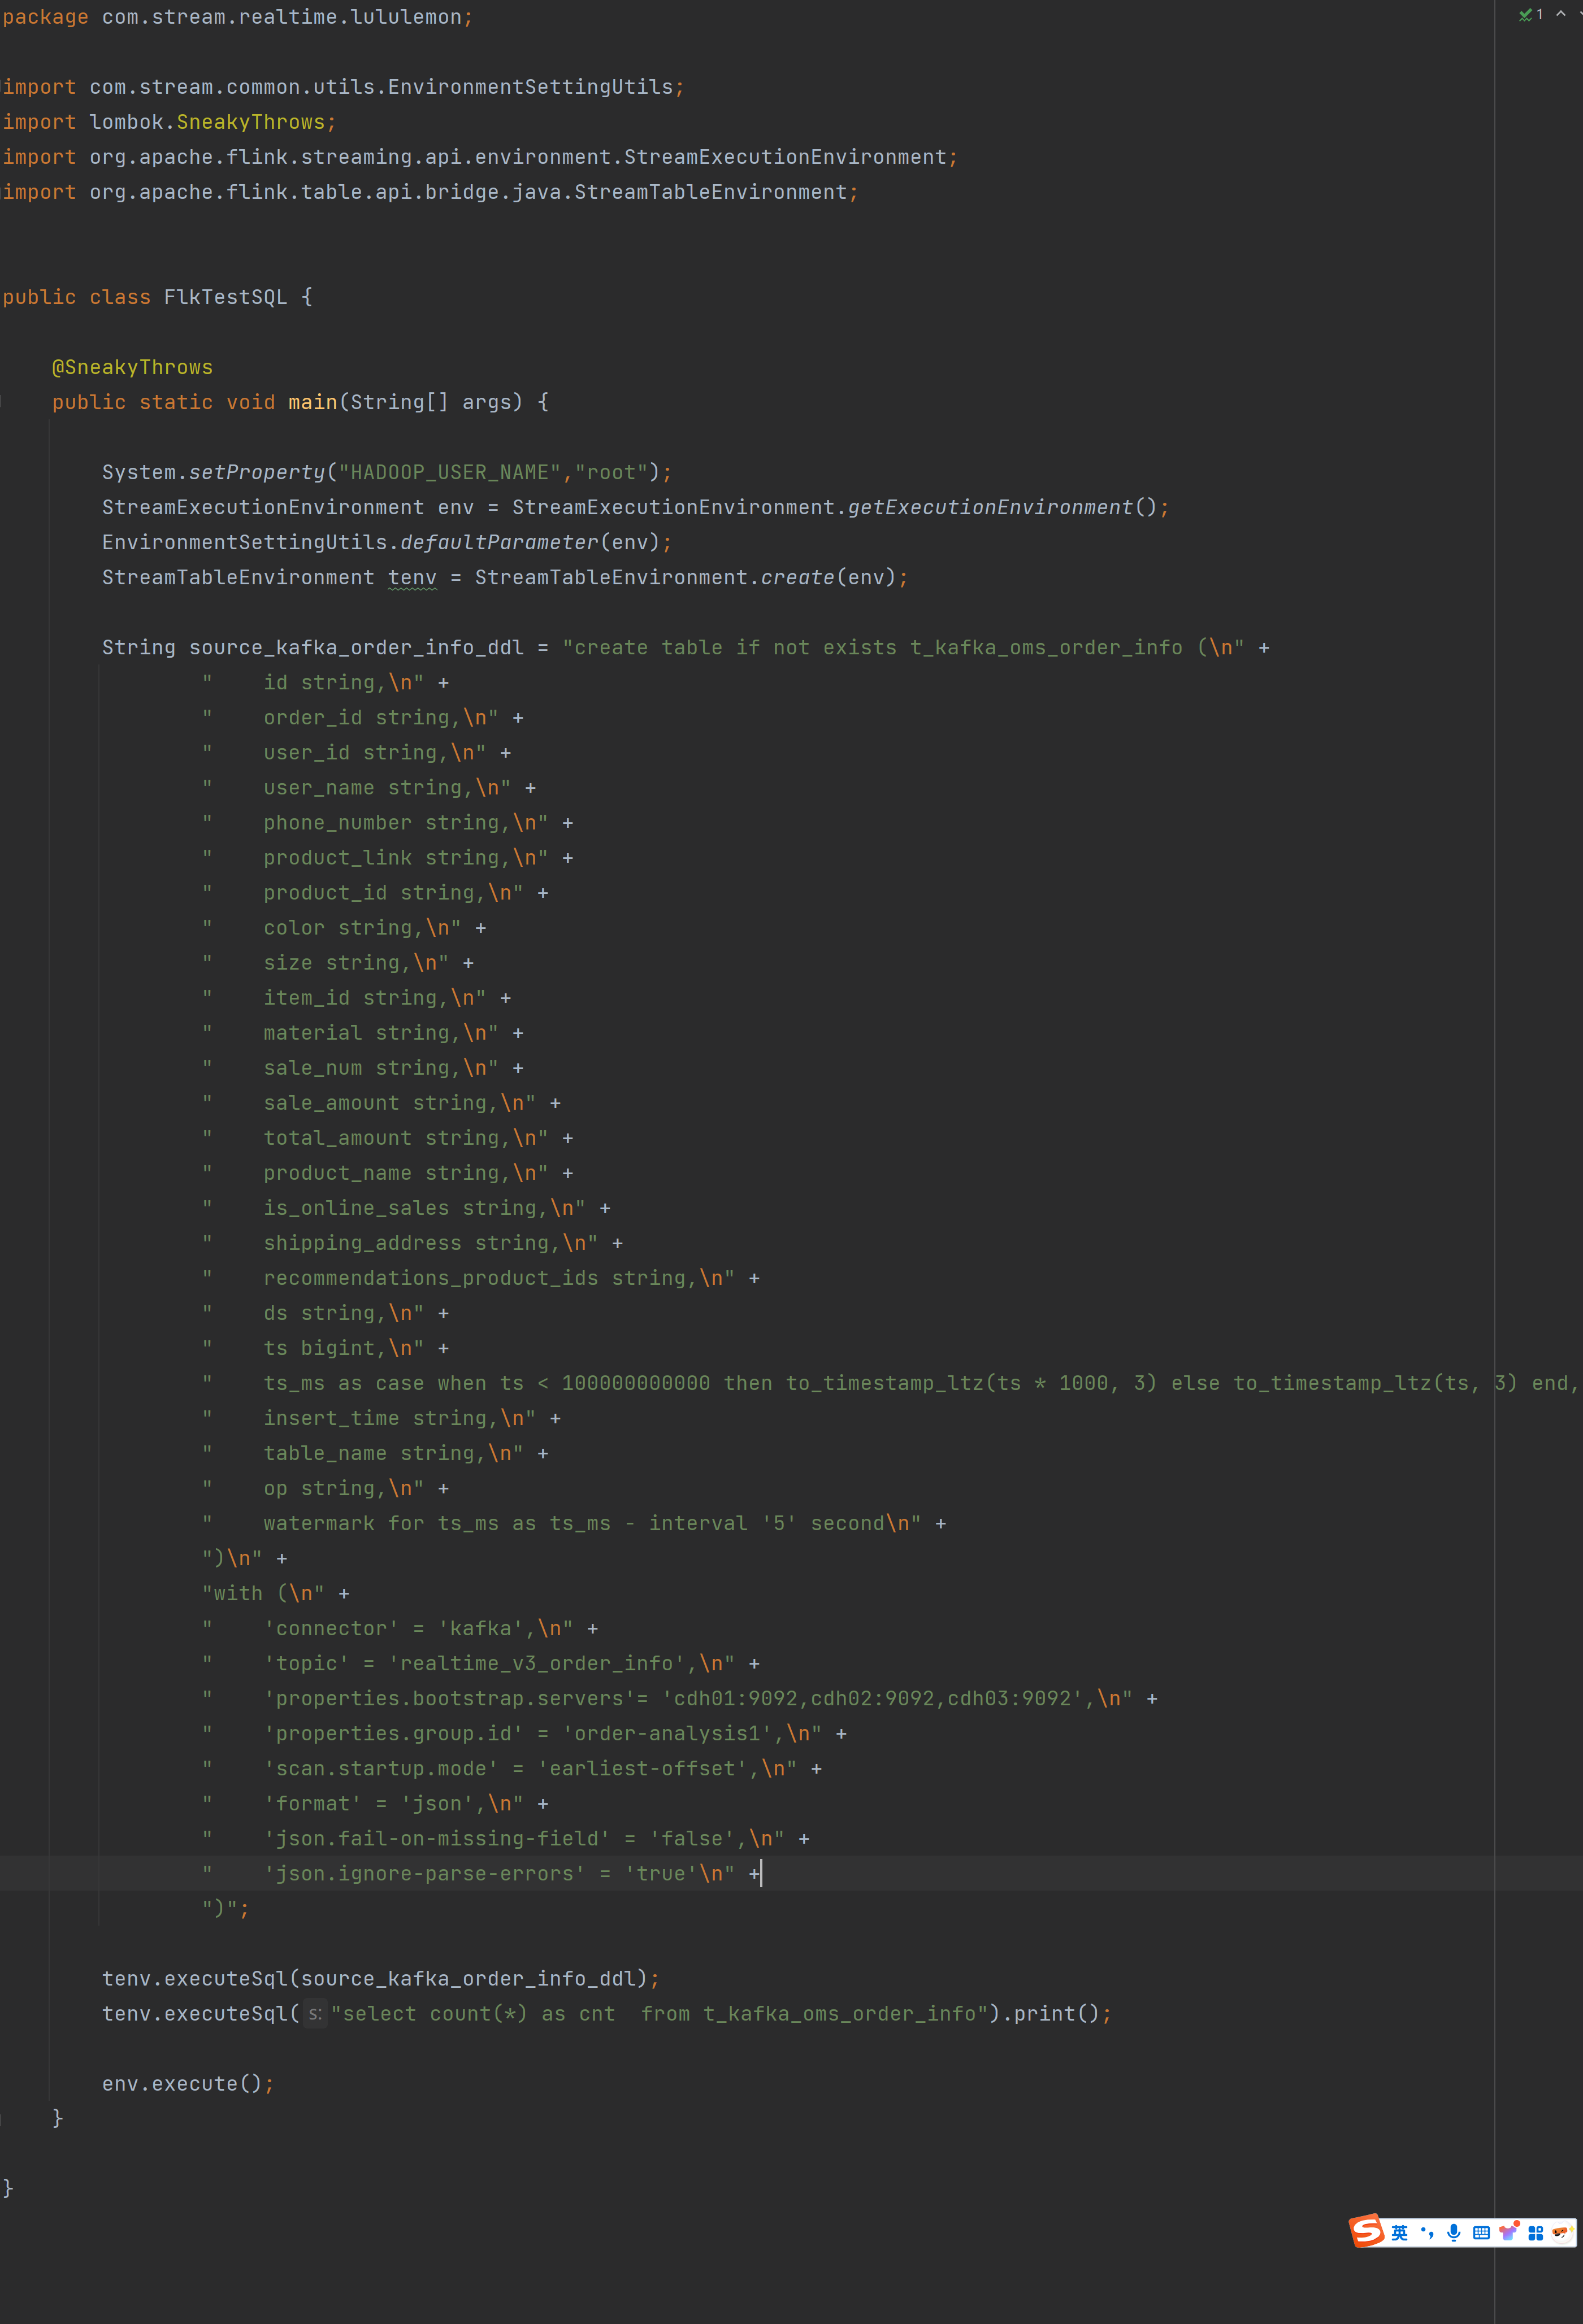 package com.stream.realtime.lululemon;
1
import com.stream.common.utils.EnvironmentSettingUtils;
import lombok.SneakyThrows;
import org.apache.flink.streaming.api.environment.StreamExecutionEnvironment;
import org.apache.flink.table.api.bridge.java.StreamTableEnvironment;
public class FlkTestSQL {
@SneakyThrows
public static void main(String[] args) {
System.setProperty("HADOOP_USER_NAME","root");
StreamExecutionEnvironment env = StreamExecutionEnvironment.getExecutionEnvironment();
EnvironmentSettingUtils.defaultParameter(env);
StreamTableEnvironment tenv = StreamTableEnvironment.create(env);
String source_kafka_order_info_ddl = "create table if not exists t_kafka_oms_order_info (\n" +
"    id string,\n" +
"    order_id string,\n" +
"    user_id string,\n" +
"    user_name string,\n" +
"    phone_number string,\n" +
"    product_link string,\n" +
"    product_id string,\n" +
"    color string,\n" +
"    size string,\n" +
"    item_id string,\n" +
"    material string,\n" +
"    sale_num string,\n" +
"    sale_amount string,\n" +
"    total_amount string,\n" +
"    product_name string,\n" +
"    is_online_sales string,\n" +
"    shipping_address string,\n" +
"    recommendations_product_ids string,\n" +
"    ds string,\n" +
"    ts bigint,\n" +
"    ts_ms as case when ts < 100000000000 then to_timestamp_ltz(ts * 1000, 3) else to_timestamp_ltz(ts, 3) end,
"    insert_time string,\n" +
"    table_name string,\n" +
"    op string,\n" +
"    watermark for ts_ms as ts_ms - interval '5' second\n" +
")\n" +
"with (\n" +
"    'connector' = 'kafka',\n" +
"    'topic' = 'realtime_v3_order_info',\n" +
"    'properties.bootstrap.servers'= 'cdh01:9092,cdh02:9092,cdh03:9092',\n" +
"    'properties.group.id' = 'order-analysis1',\n" +
"    'scan.startup.mode' = 'earliest-offset',\n" +
"    'format' = 'json',\n" +
"    'json.fail-on-missing-field' = 'false',\n" +
"    'json.ignore-parse-errors' = 'true'\n" +
")";
tenv.executeSql(source_kafka_order_info_ddl);
tenv.executeSql( s: "select count(*) as cnt  from t_kafka_oms_order_info").print();
env.execute();
}
}
S 英